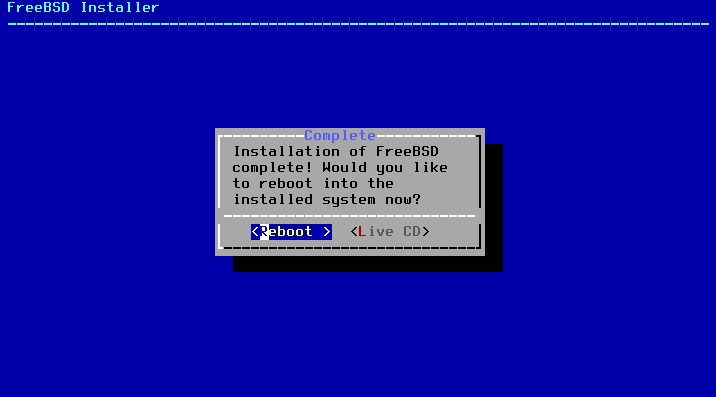 FreeBSD Installer
Complete
Installation of FreeBSD
complete! Would you like
to reboot into the
installed system now?
<Reboot > <Live CD>